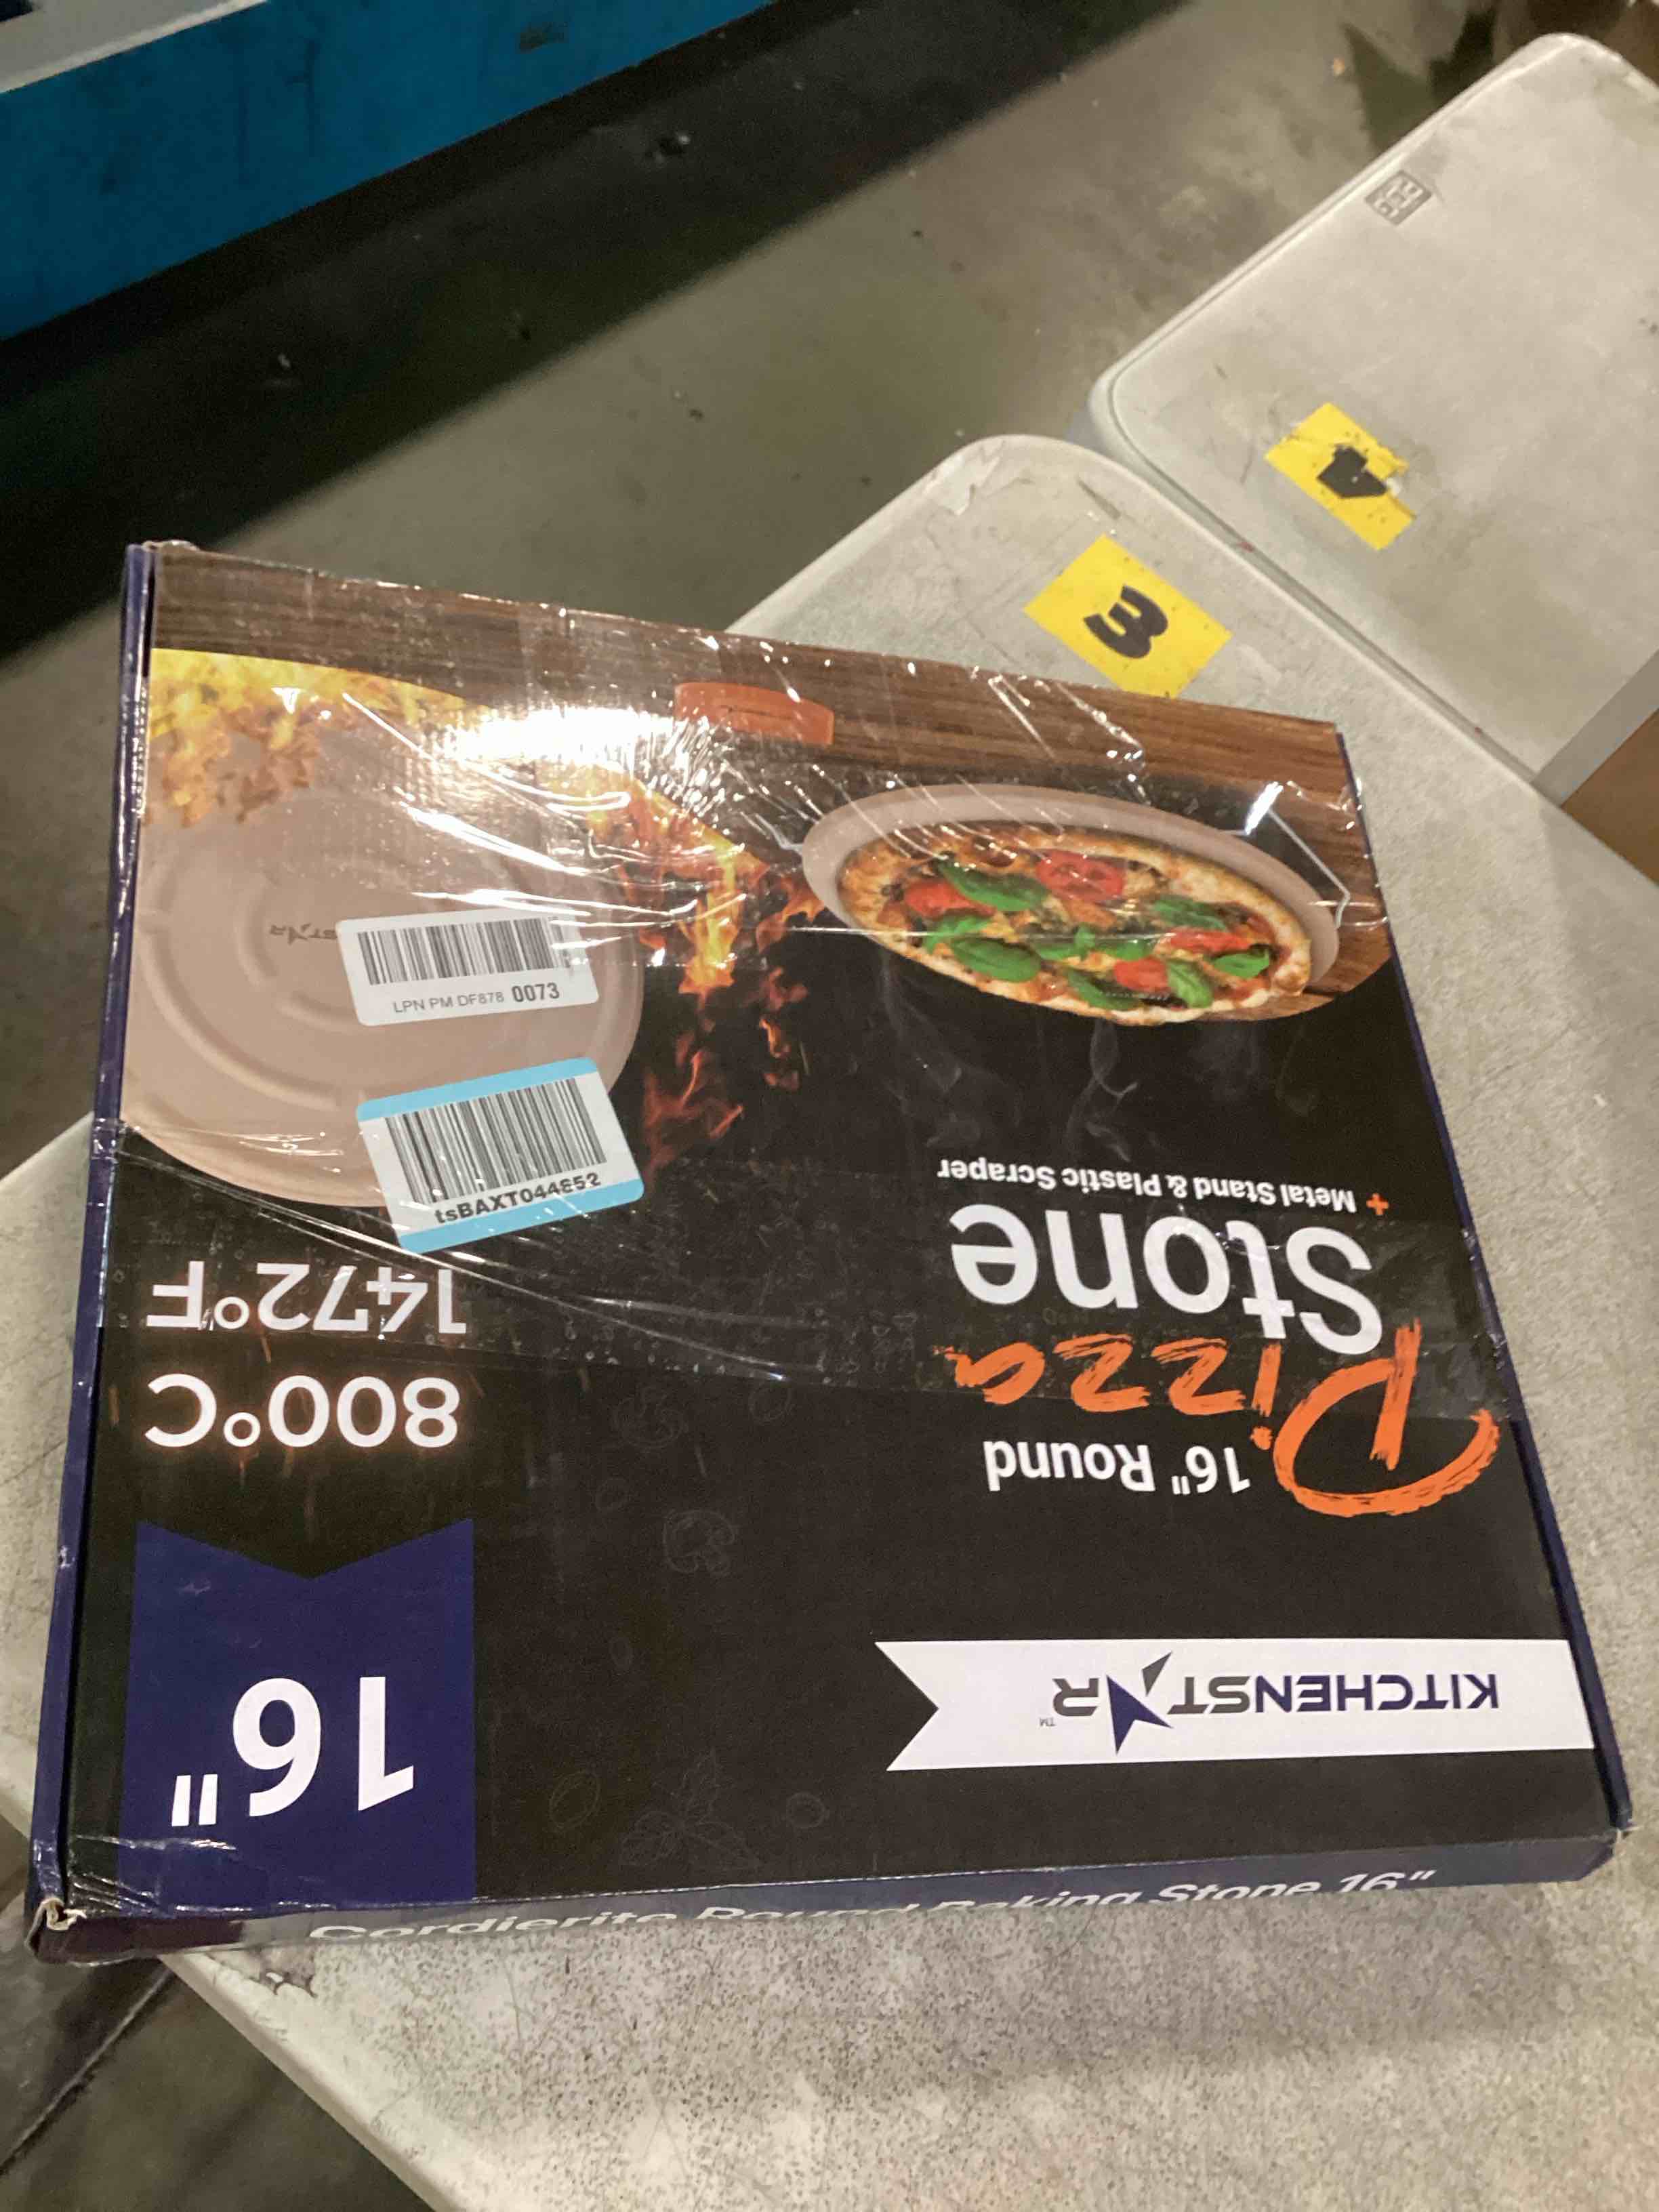 KITCHENSTAR™
16"
16" Round
Pizza
Stone
+ Metal Stand & Plastic Scraper
800°C
1472°F
tsBAXT044852
LPN PM DF878 0073
Cordierite Round Baking Stone 16"
3
4